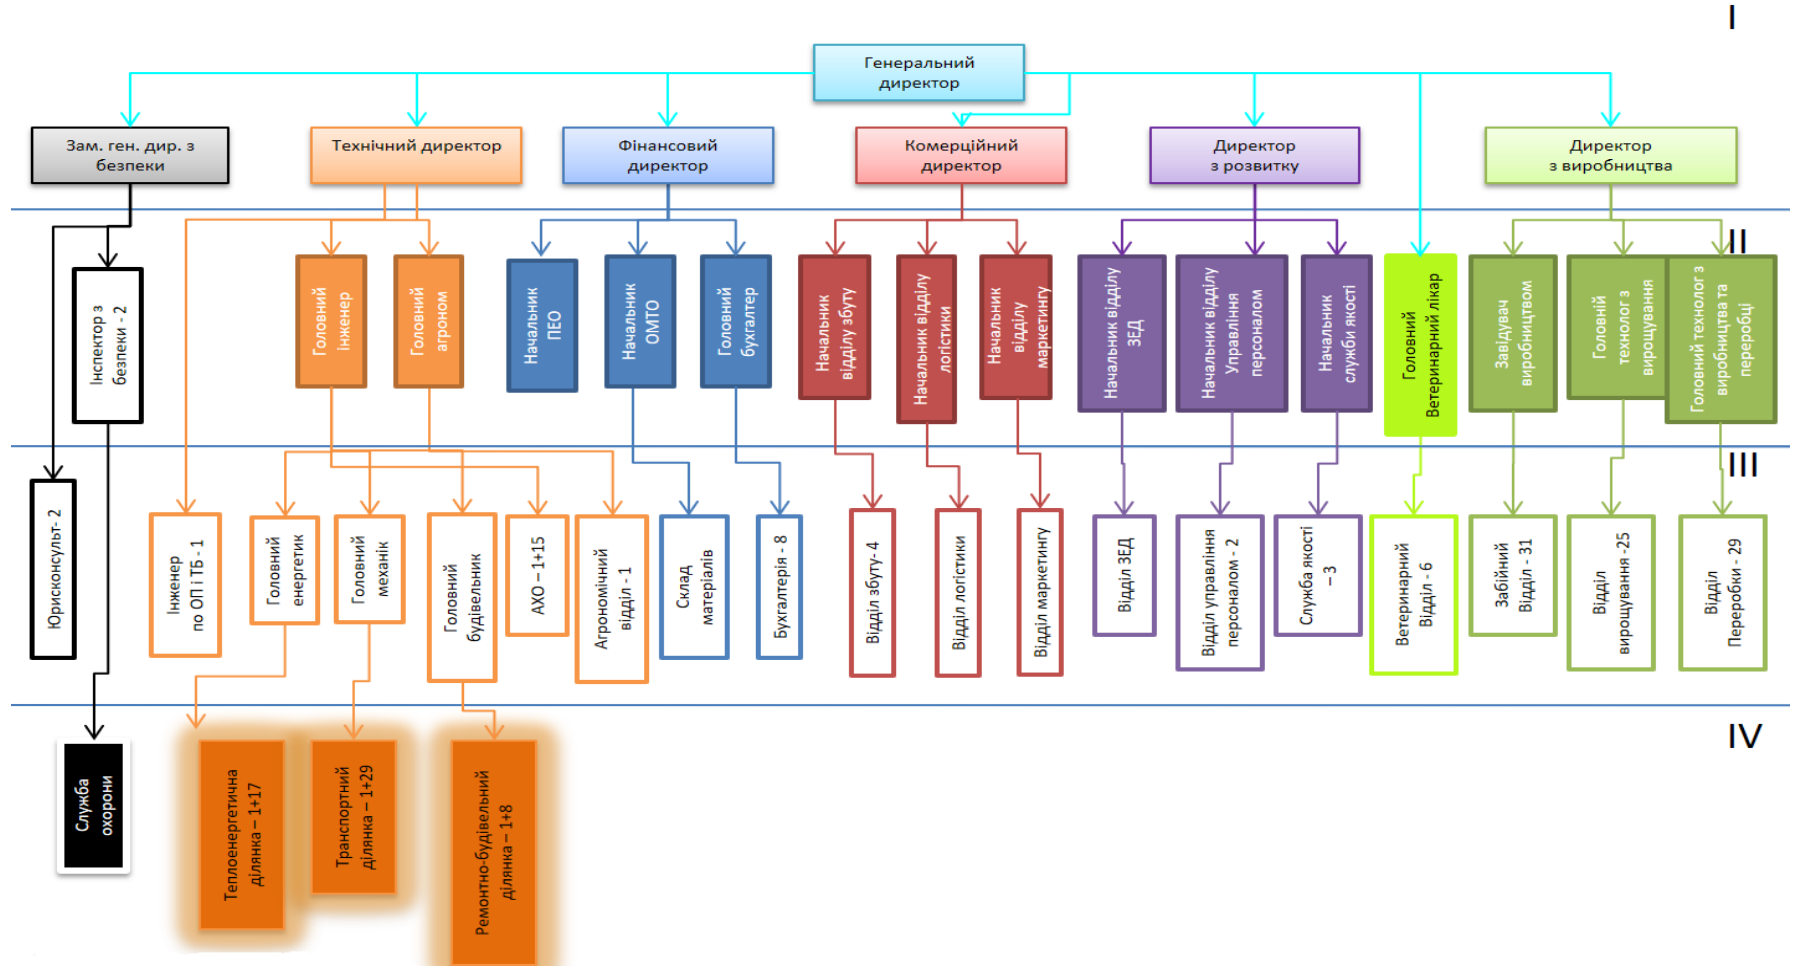 I
Генеральний
директор
Зам. ген. дир. з
безпеки
Технічний директор
Фінансовий
директор
Комерційний
директор
Директор
з розвитку
Директор
з виробництва
II
Інспектор з
безпеки - 2
Головний
інженер
Головний
агроном
Начальник
ПЕО
Начальник
ОМТО
Головний
бухгалтер
Начальник
відділу збуту
Начальник відділу
логістики
Начальник
відділу
маркетингу
Начальник відділу
ЗЕД
Начальник відділу
Управління
персоналом
Начальник
служби якості
Головний
Ветеринарний лікар
Завідувач
виробництвом
Головній
технолог з
вирощування
Головний технолог з
виробництва та
переробці
III
Юрисконсульт- 2
Інженер
по ОП і ТБ - 1
Головний
енергетик
Головний
механік
Головний
будівельник
АХО – 1+15
Агрономічний
відділ - 1
Склад
матеріалів
Бухгалтерія - 8
Відділ збуту- 4
Відділ логістики
Відділ маркетингу
Відділ ЗЕД
Відділ управління
персоналом - 2
Служба якості
– 3
Ветеринарний
Відділ - 6
Забійний
Відділ - 31
Відділ
вирощування -25
Відділ
Переробки - 29
IV
Служба
охорони
Теплоенергетична
ділянка – 1+17
Транспортний
ділянка – 1+29
Ремонтно-будівельний
ділянка – 1+8